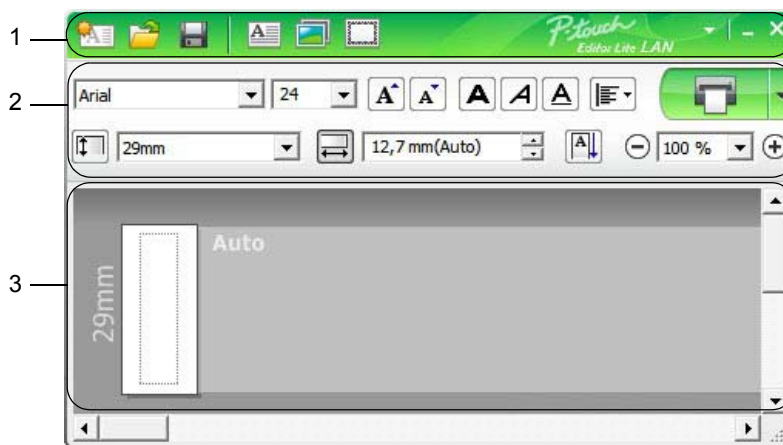 1
P-touch
Editor Lite LAN
2
Arial 24 A A A A A
29mm 12,7 mm(Auto) A 100 %
3
Auto
29mm